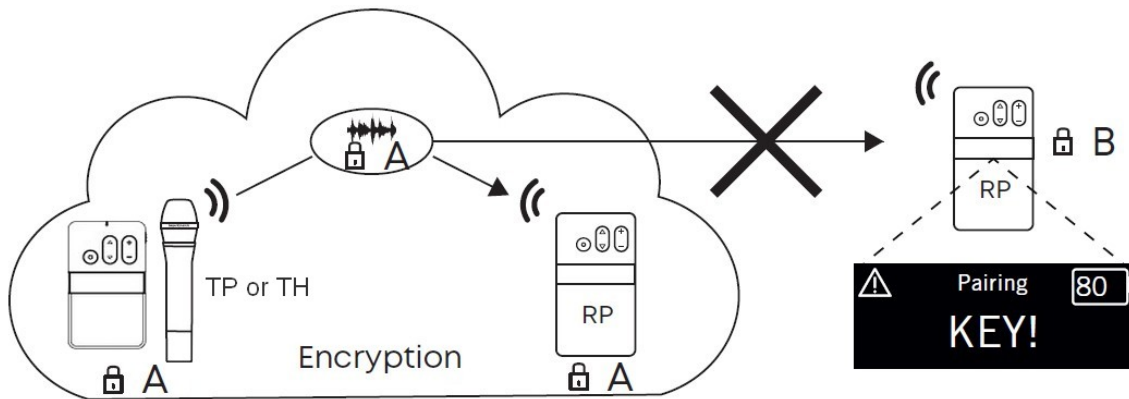 A
B
RP
TP or TH
RP
Pairing 80
KEY!
Encryption
A
A